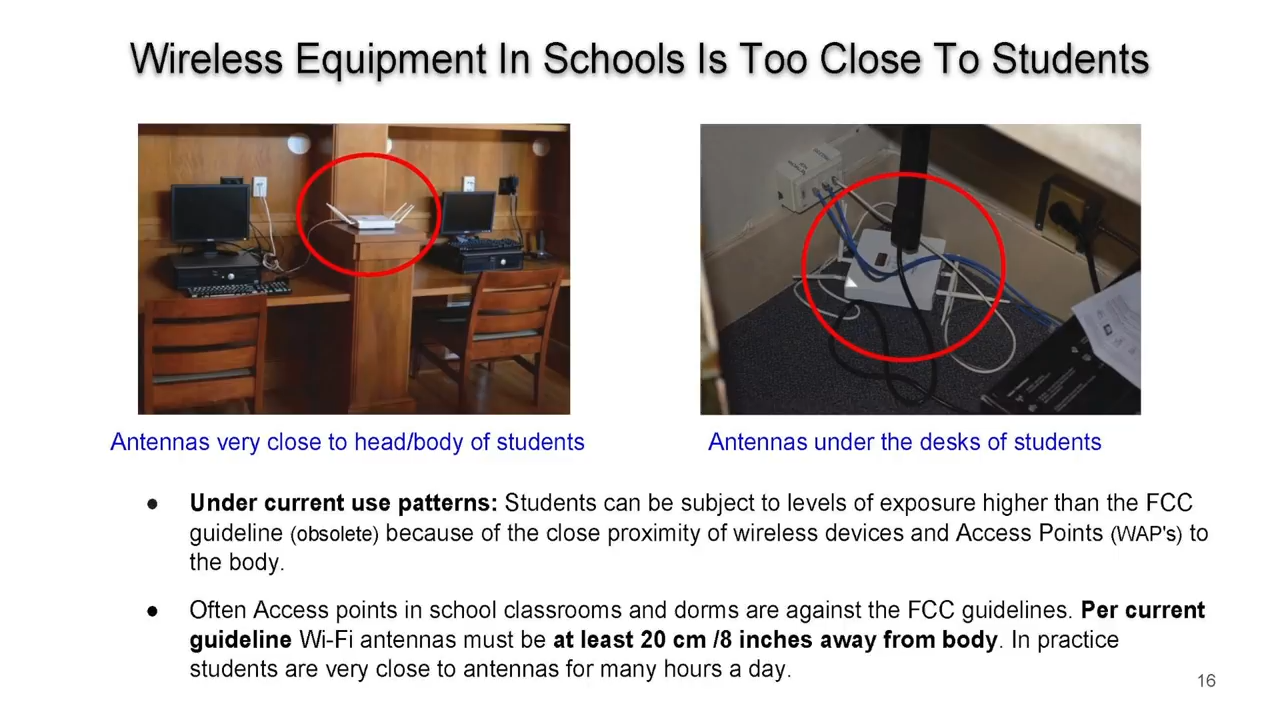 Wireless Equipment In Schools Is Too Close To Students
Antennas very close to head/body of students
Antennas under the desks of students
● Under current use patterns: Students can be subject to levels of exposure higher than the FCC
guideline (obsolete) because of the close proximity of wireless devices and Access Points (WAP's) to
the body.
● Often Access points in school classrooms and dorms are against the FCC guidelines. Per current
guideline Wi-Fi antennas must be at least 20 cm /8 inches away from body. In practice
students are very close to antennas for many hours a day.
16